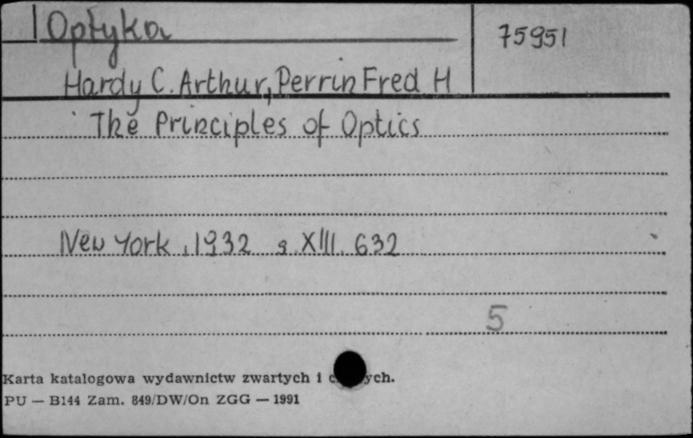 Optyka
75951
Hardy C. Arthur, Perrin Fred H
The Principles of Optics
New York, 1932 s. XIII. 632
5
Karta katalogowa wydawnictw zwartych i
PU — B144 Zam. 849/DW/On ZGG — 1991